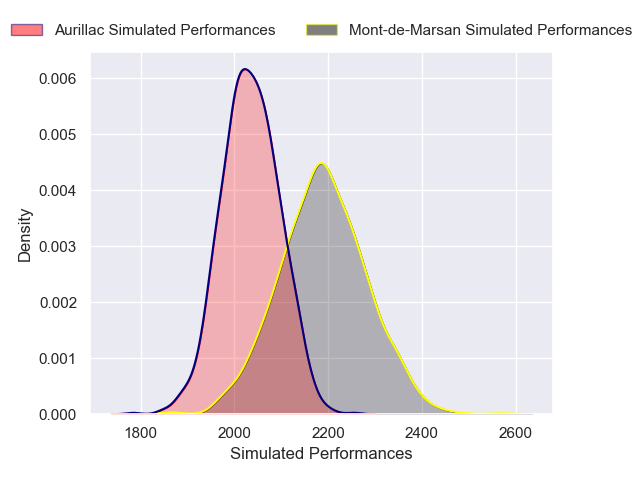 Aurillac Simulated Performances
Mont-de-Marsan Simulated Performances
0.006
0.005
0.004
0.003
0.002
0.001
0.000
Density
1800 2000 2200 2400 2600
Simulated Performances